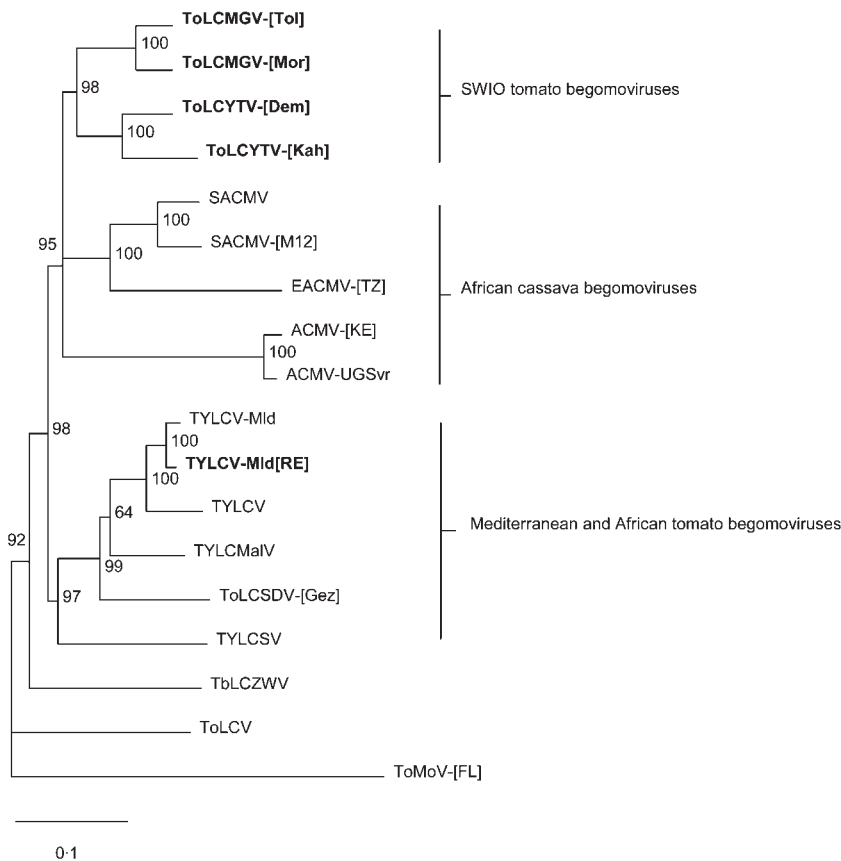 ToLCMGV-[Tol]
100
ToLCMGV-[Mor]
98
SWIO tomato begomoviruses
ToLCYTV-[Dem]
100
ToLCYTV-[Kah]
SACMV
100
95
SACMV-[M12]
100
EACMV-[TZ]
African cassava begomoviruses
ACMV-[KE]
100
ACMV-UGSvr
TYLCV-Mld
98
100
TYLCV-Mld[RE]
100
TYLCV
64
Mediterranean and African tomato begomoviruses
92
TYLCMalV
99
97
ToLCSDV-[Gez]
TYLCSV
TbLCZWV
ToLCV
ToMoV-[FL]
0·1